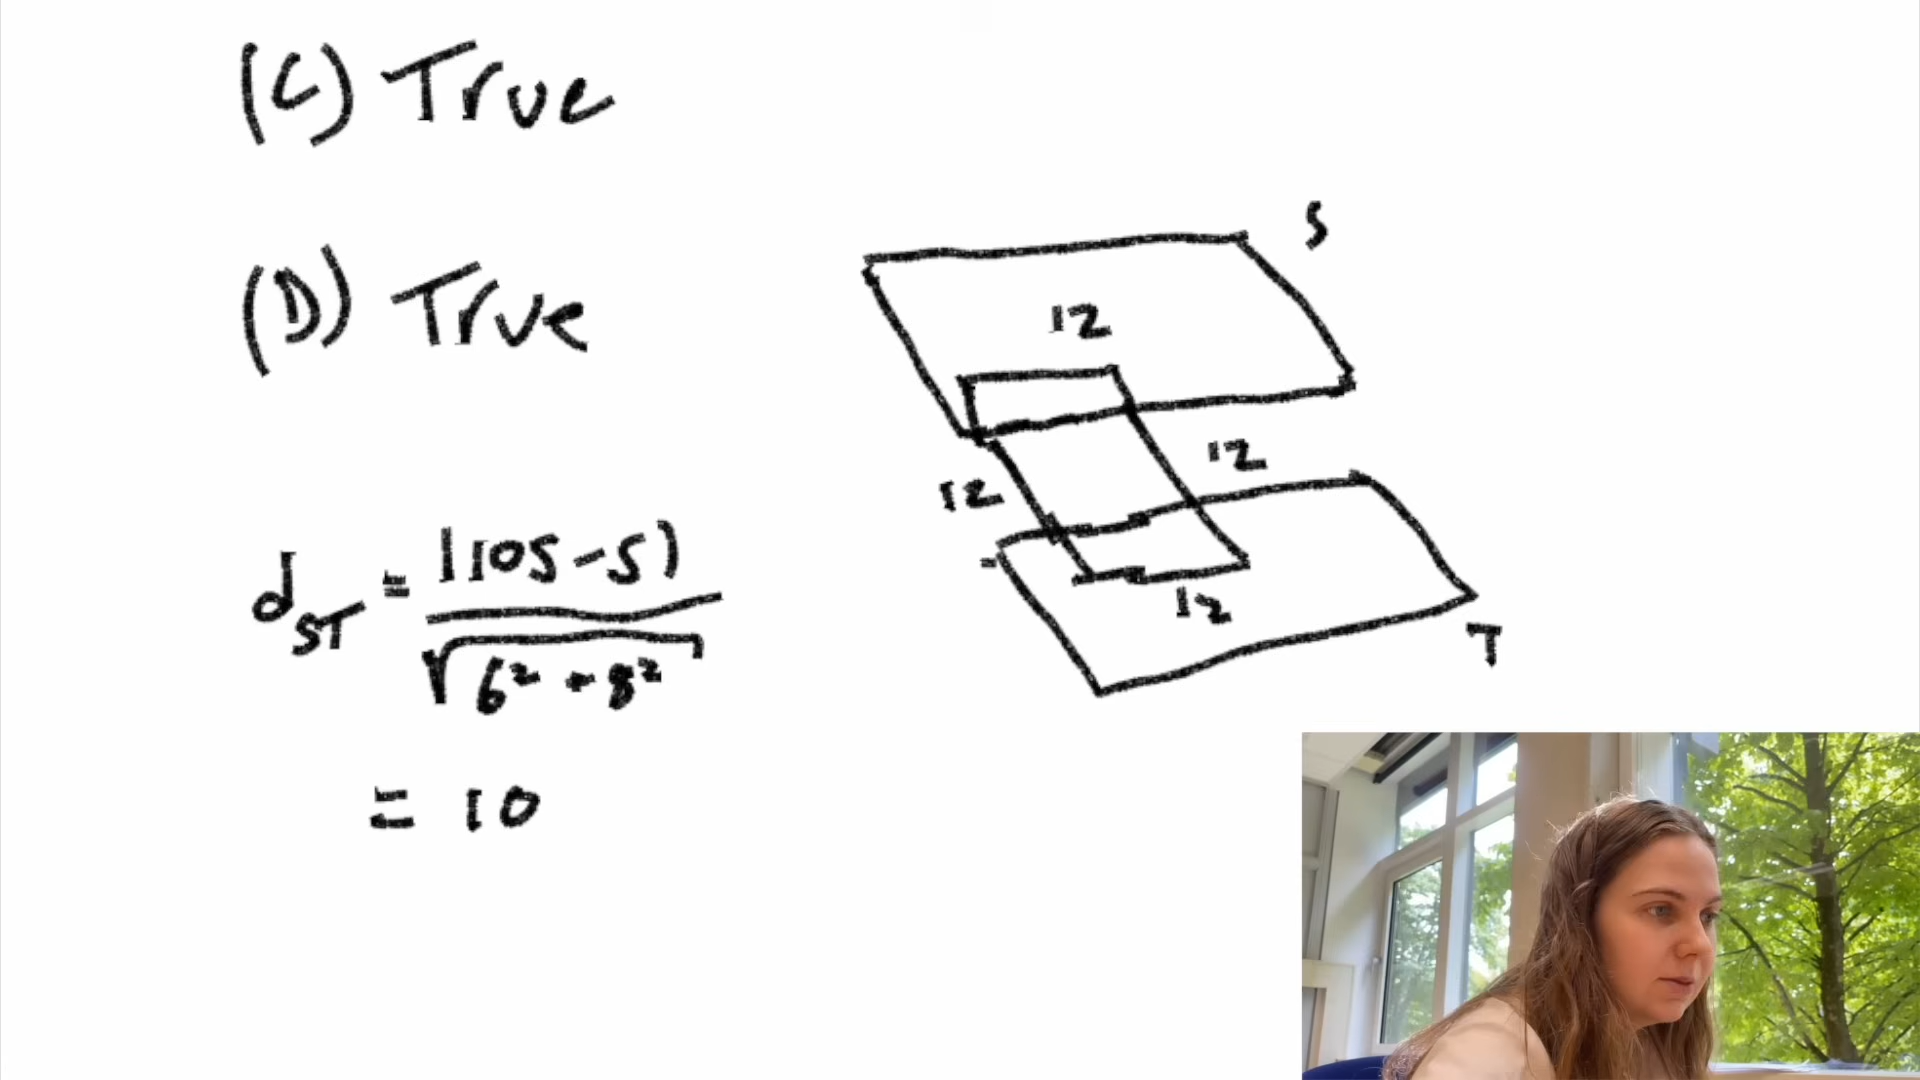 (C) True
(D) True
d_ST = |105-5|
√6² + 8²
= 10
S
12
12
12
12
T